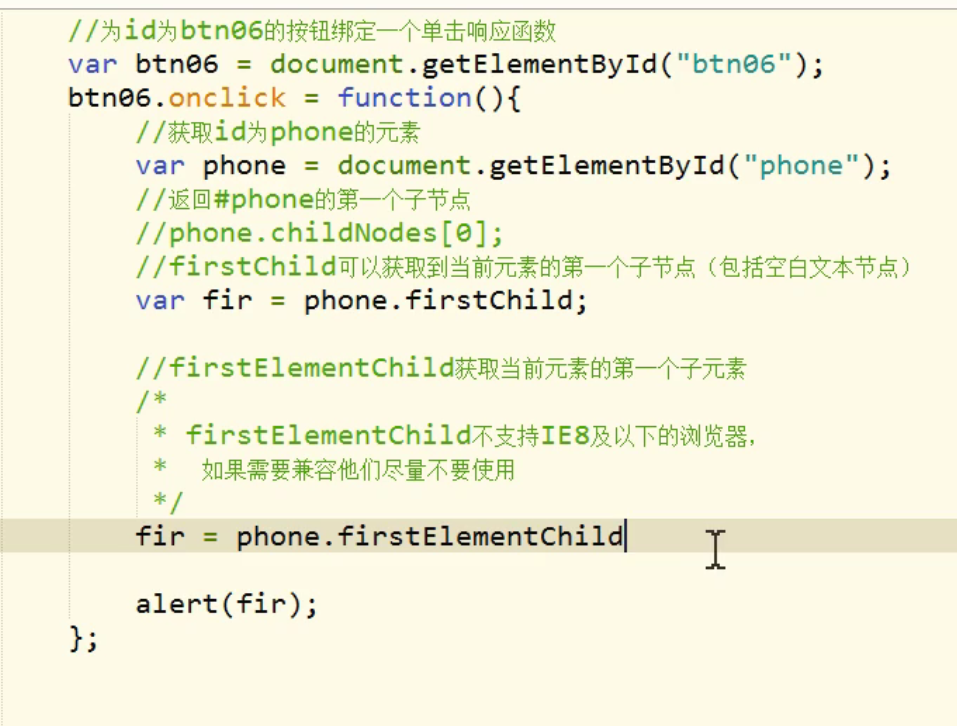 //为id为btn06的按钮绑定一个单击响应函数
var btn06 = document.getElementById("btn06");
btn06.onclick = function(){
//获取id为phone的元素
var phone = document.getElementById("phone");
//返回#phone的第一个子节点
//phone.childNodes[0];
//firstChild可以获取到当前元素的第一个子节点（包括空白文本节点）
var fir = phone.firstChild;
//firstElementChild获取当前元素的第一个子元素
/*
* firstElementChild不支持IE8及以下的浏览器,
* 如果需要兼容他们尽量不要使用
*/
fir = phone.firstElementChild
alert(fir);
};